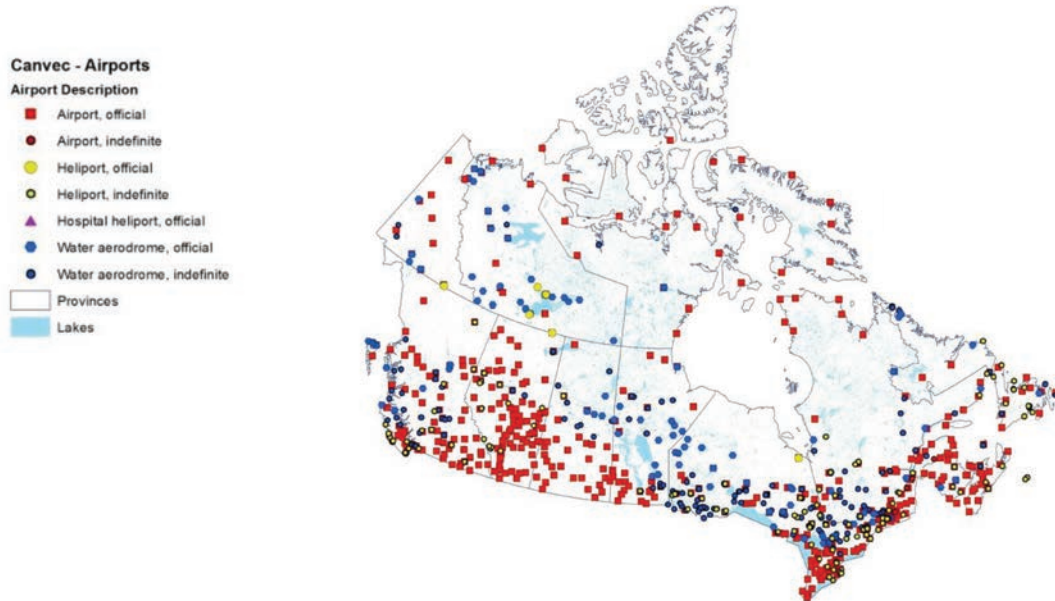 Canvec - Airports
Airport Description
Airport, official
Airport, indefinite
Heliport, official
Heliport, indefinite
Hospital heliport, official
Water aerodrome, official
Water aerodrome, indefinite
Provinces
Lakes